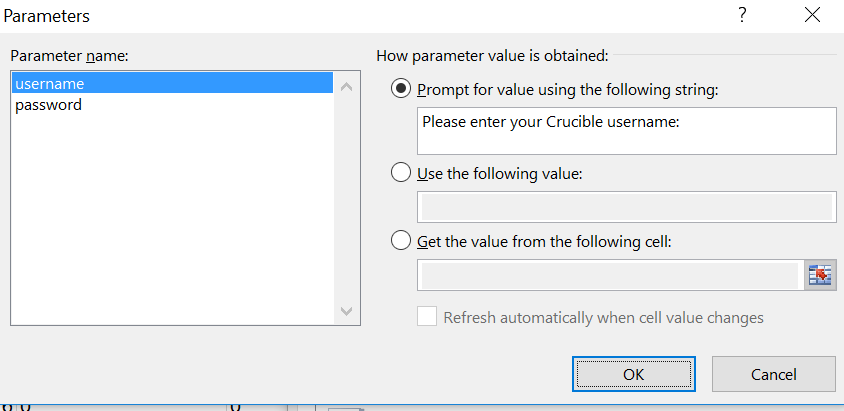 Parameters
?
Parameter name:
username
password
How parameter value is obtained:
Prompt for value using the following string:
Please enter your Crucible username:
Use the following value:
Get the value from the following cell:
Refresh automatically when cell value changes
OK
Cancel